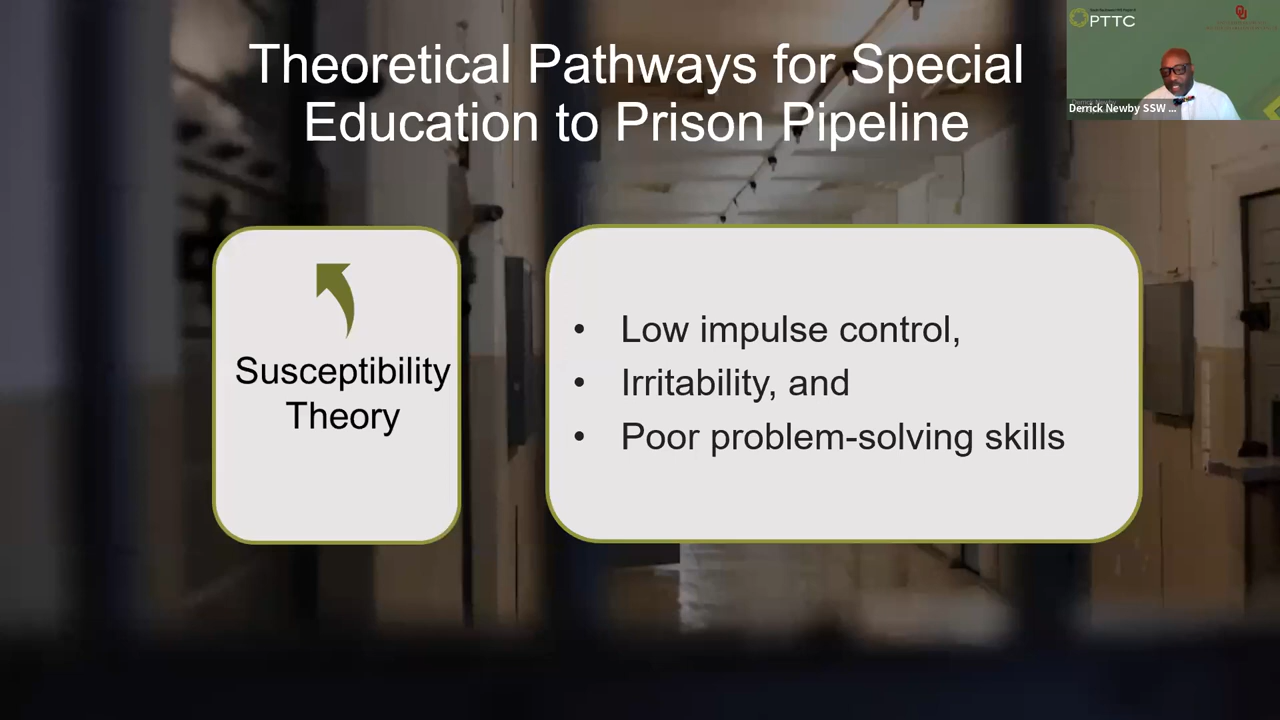 Theoretical Pathways for Special
Education to Prison Pipeline
PTTC
Derrick Newby SSW ...
Susceptibility
Theory
• Low impulse control,
• Irritability, and
• Poor problem-solving skills